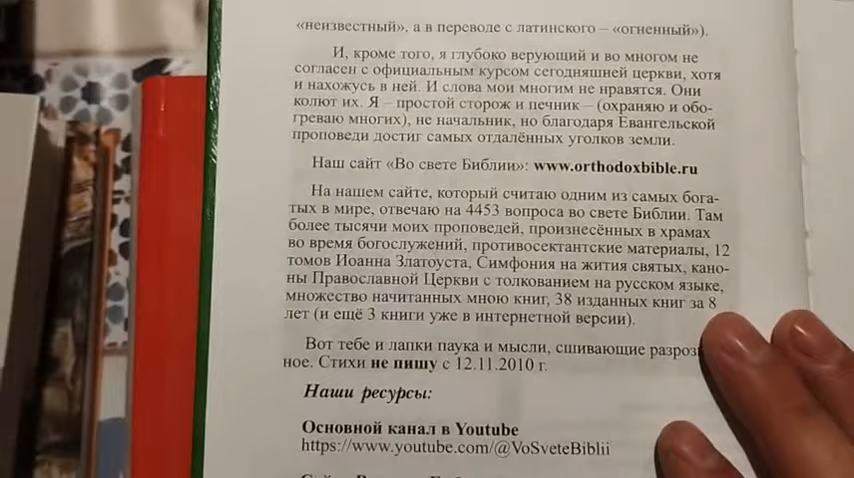 «неизвестный», а в переводе с латинского – «огненный»).
И, кроме того, я глубоко верующий и во многом не
согласен с официальным курсом сегодняшней церкви, хотя
и нахожусь в ней. И слова мои многим не нравятся. Они
колют их. Я – простой сторож и печник – (охраняю и обо-
греваю многих), не начальник, но благодаря Евангельской
проповеди достиг самых отдалённых уголков земли.
Наш сайт «Во свете Библии»: www.orthodoxbible.ru
На нашем сайте, который считаю одним из самых бога-
тых в мире, отвечаю на 4453 вопроса во свете Библии. Там
более тысячи моих проповедей, произнесённых в храмах
во время богослужений, противосектантские материалы, 12
томов Иоанна Златоуста, Симфония на жития святых, кано-
ны Православной Церкви с толкованием на русском языке,
множество начитанных мною книг, 38 изданных книг за 8
лет (и ещё 3 книги уже в интернетной версии).
Вот тебе и лапки паука и мысли, сшивающие
ное. Стихи не пишу с 12.11.2010 г.
Наши ресурсы:
Основной канал в Youtube
https://www.youtube.com/@VoSveteBiblii